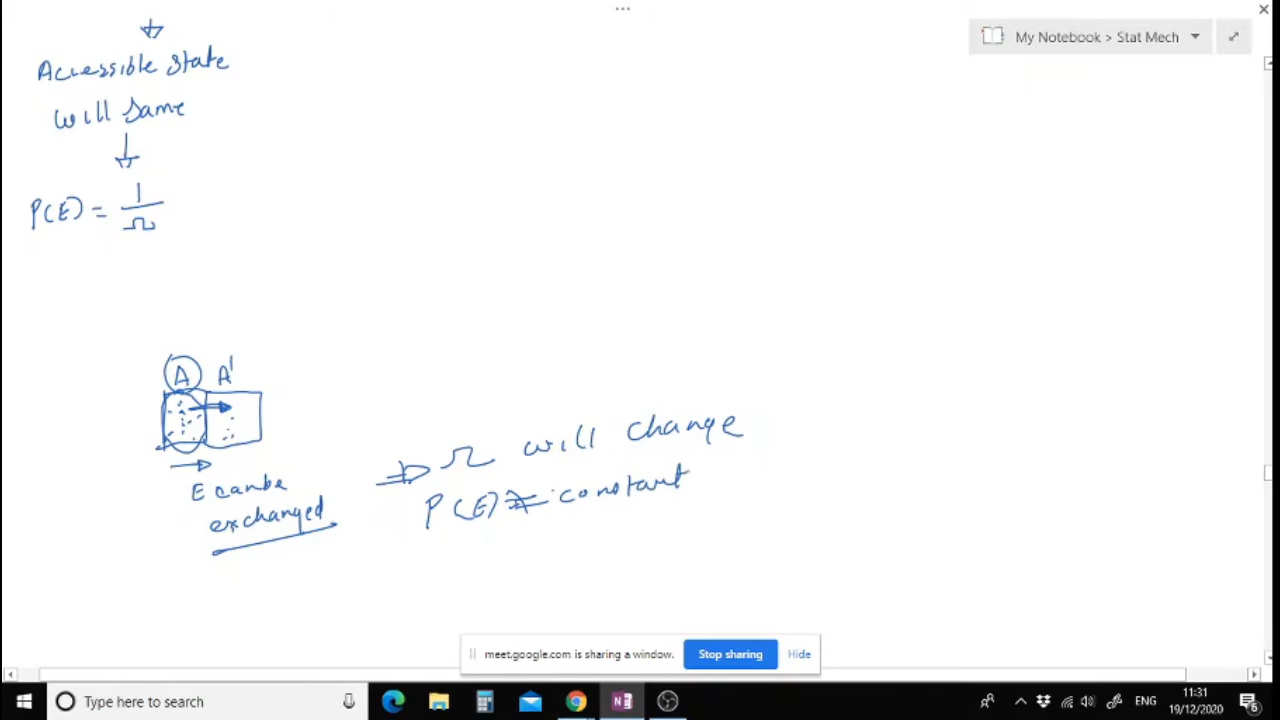 ...
My Notebook > Stat Mech
Accessible state
will same
P(E) = 1/Ω
A A'
E can be
exchanged
⇒ Ω will change
P(E) ≠ constant
meet.google.com is sharing a window.
Stop sharing
Hide
Type here to search
ENG
11:31
19/12/2020
6